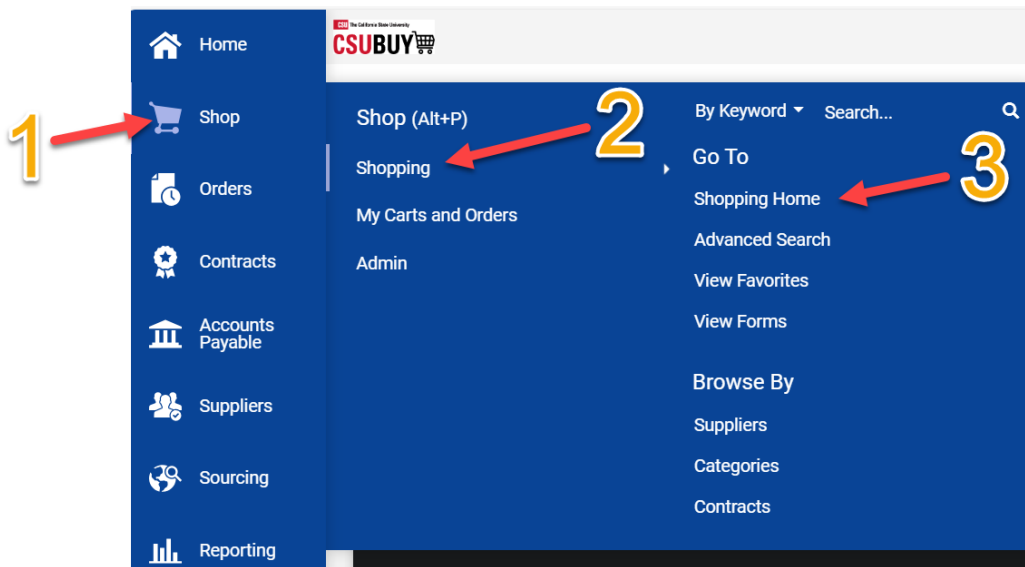 Home
CSU The California State University
CSUBUY
1
Shop
Orders
Contracts
Accounts
Payable
Suppliers
Sourcing
Reporting
Shop (Alt+P)
2
Shopping
My Carts and Orders
Admin
By Keyword
Search...
Go To
3
Shopping Home
Advanced Search
View Favorites
View Forms
Browse By
Suppliers
Categories
Contracts